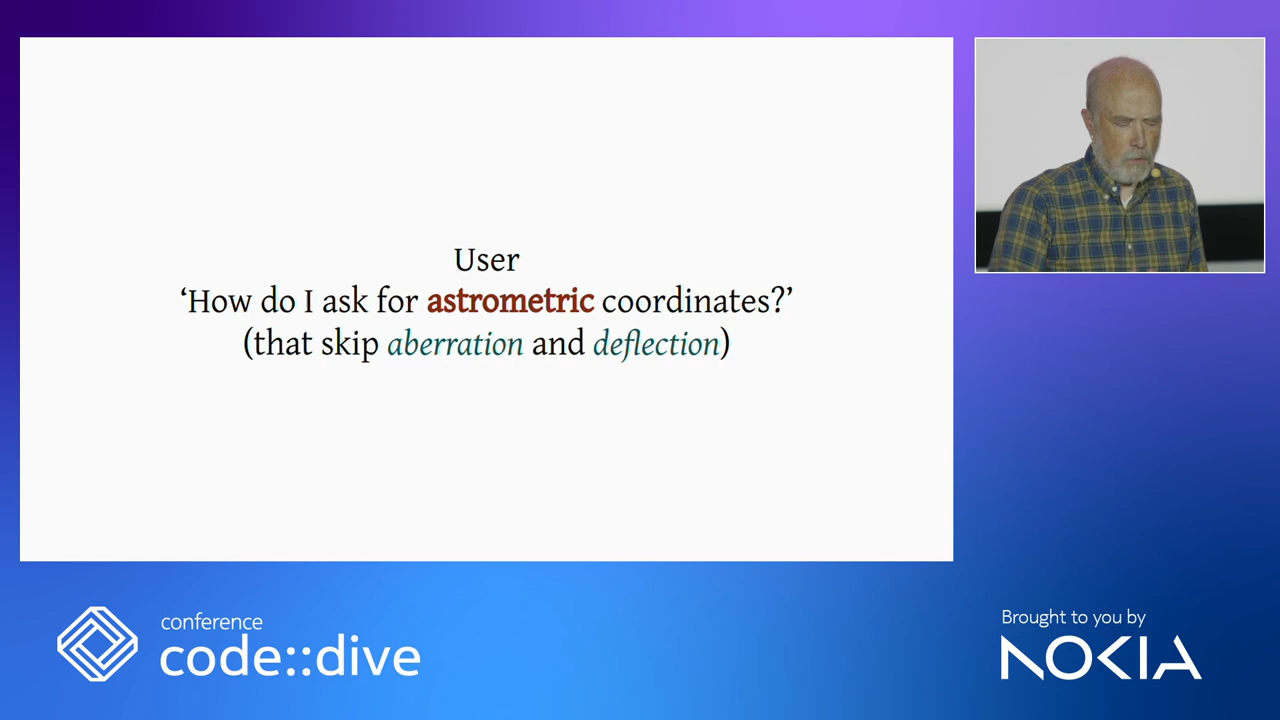 User
‘How do I ask for astrometric coordinates?’
(that skip aberration and deflection)
conference
code::dive
Brought to you by
NOKIA